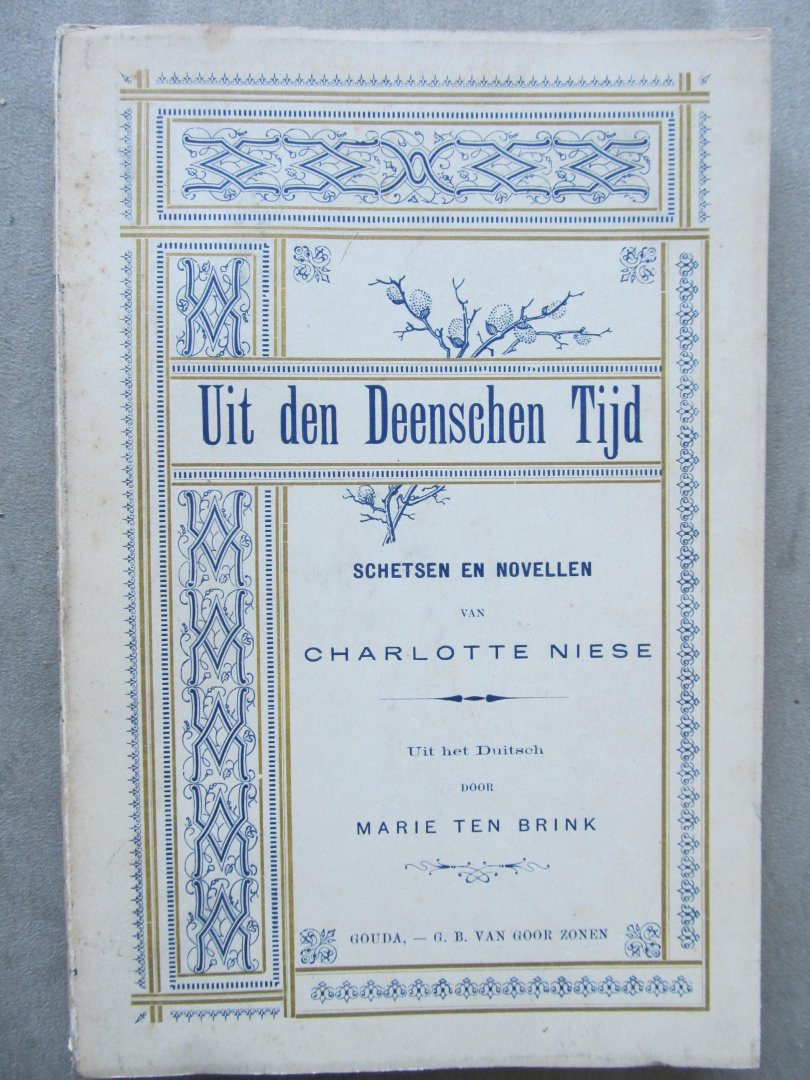 Uit den Deenschen Tijd
SCHETSEN EN NOVELLEN
VAN
CHARLOTTE NIESE
Uit het Duitsch
DOOR
MARIE TEN BRINK
GOUDA, — G. B. VAN GOOR ZONEN